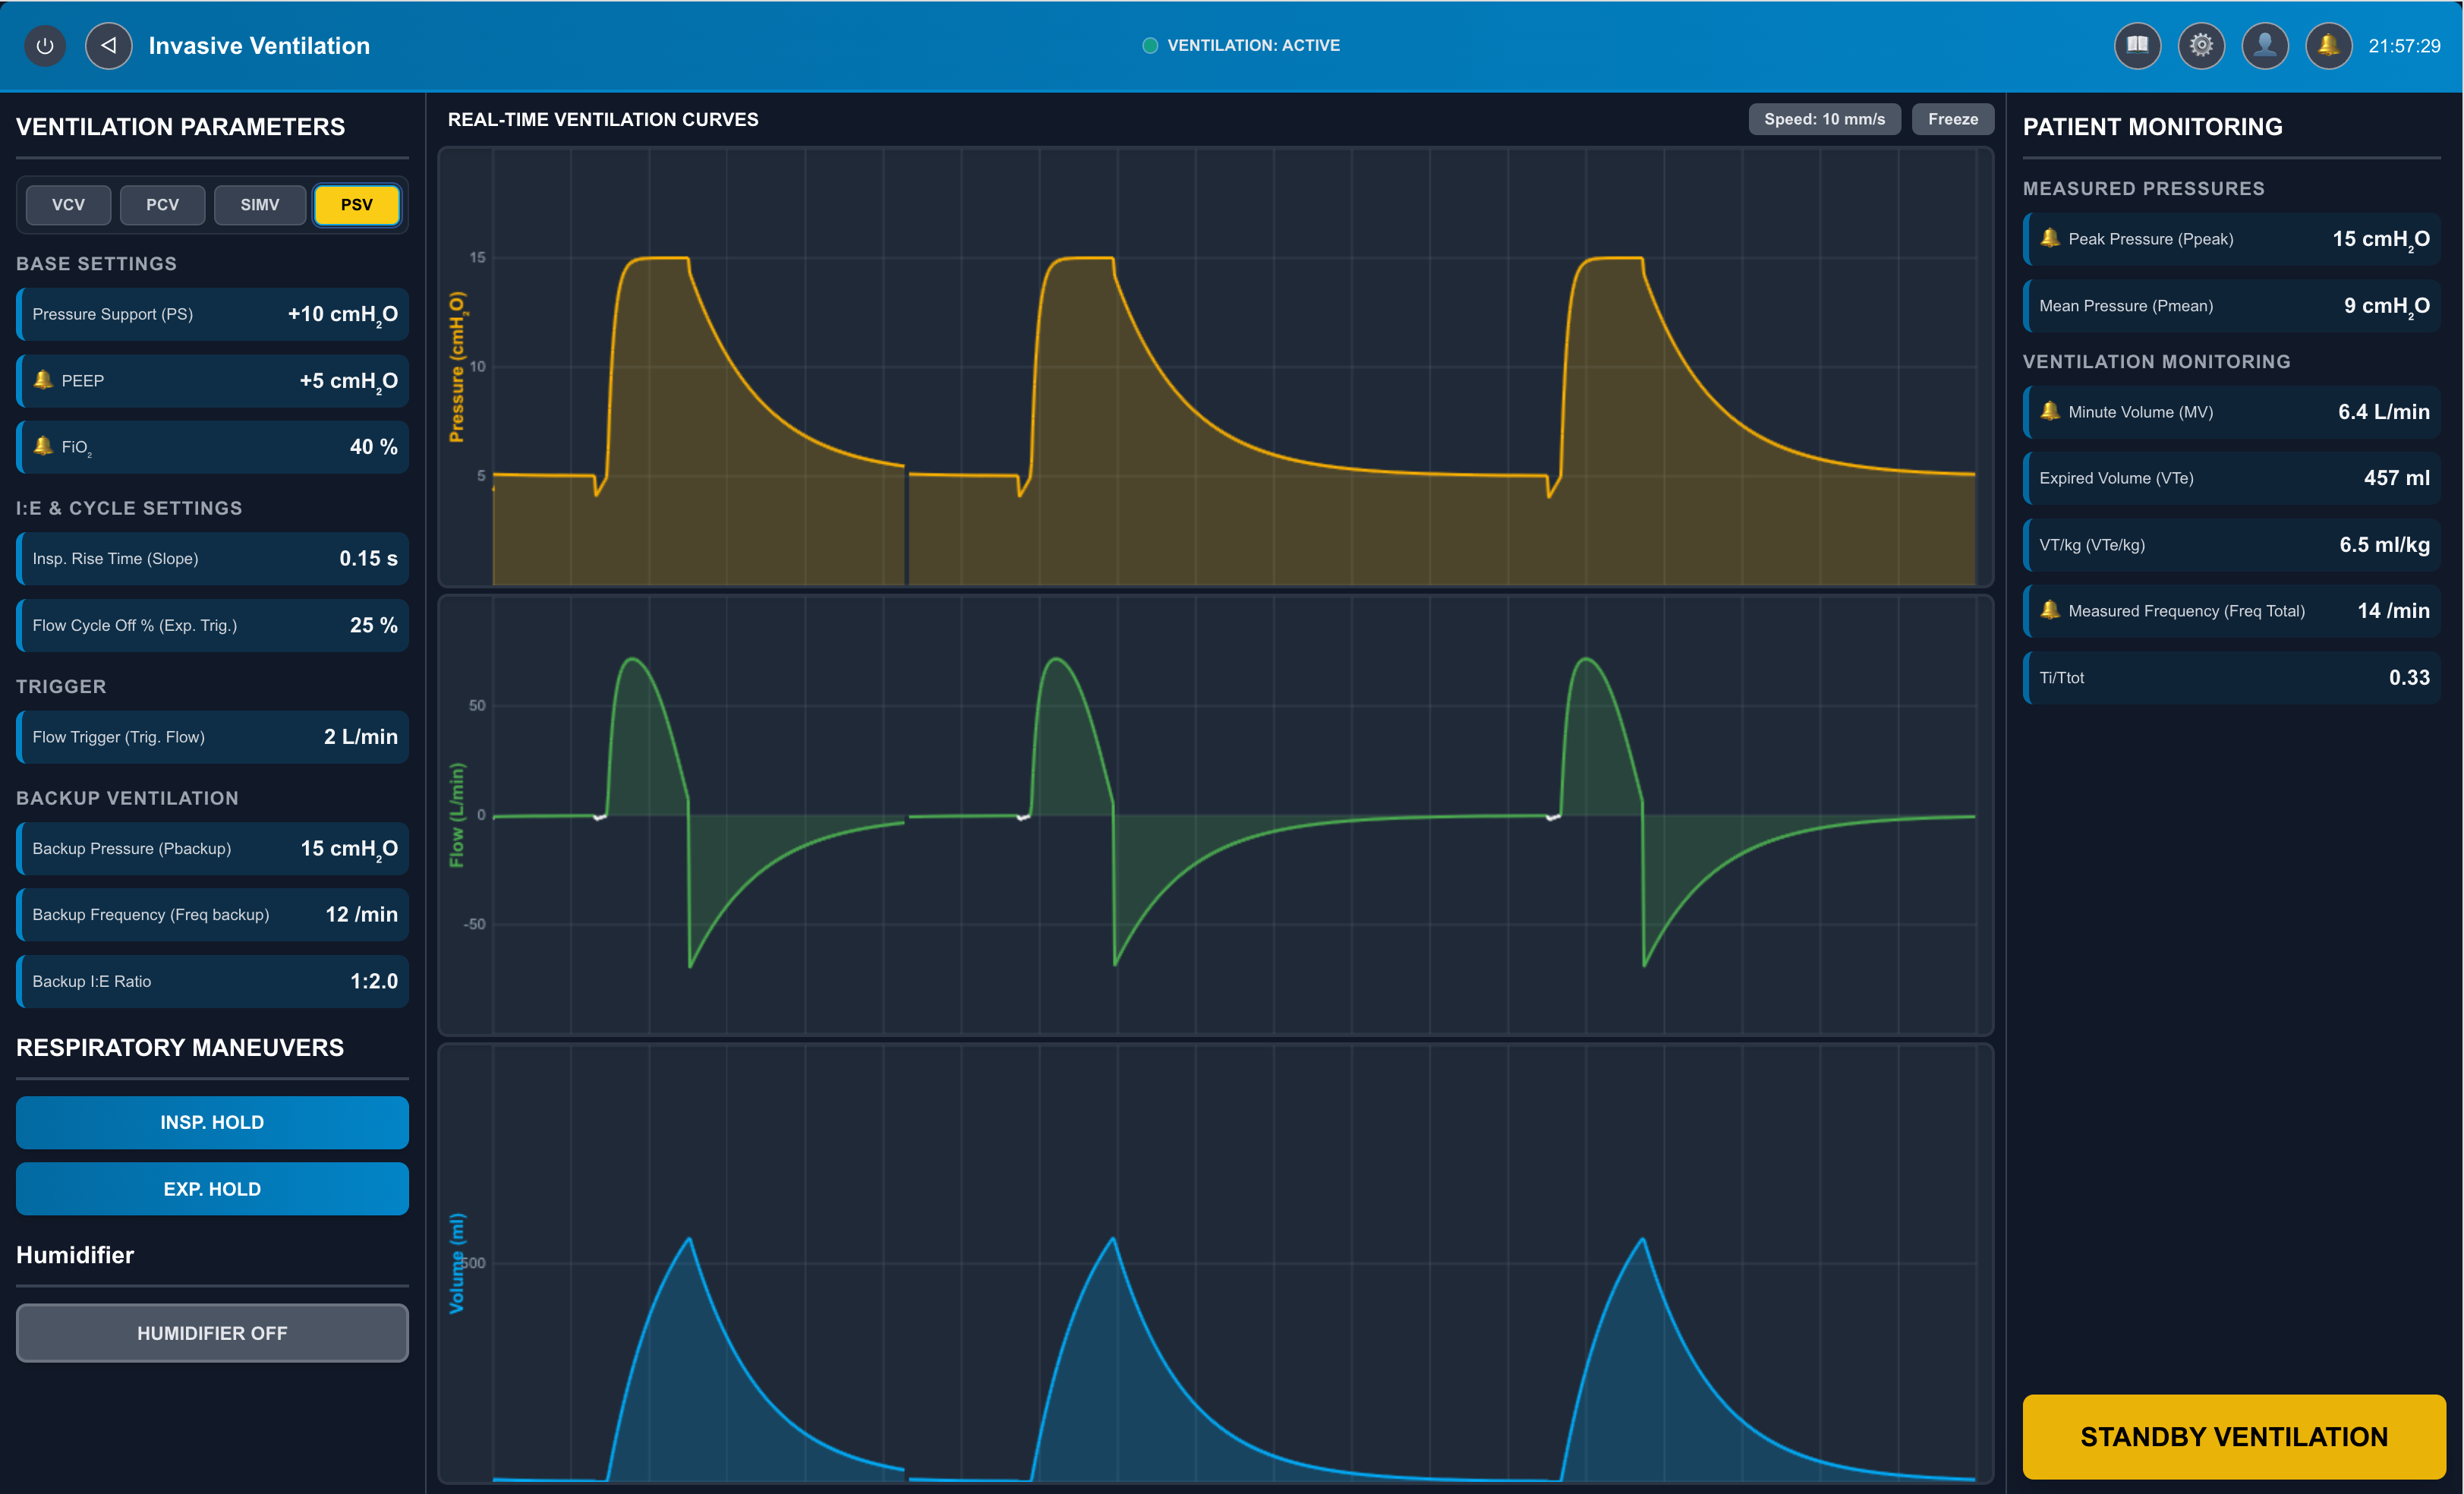 Invasive Ventilation
VENTILATION: ACTIVE
21:57:29
VENTILATION PARAMETERS
VCV PCV SIMV PSV
BASE SETTINGS
Pressure Support (PS) +10 cmH₂O
PEEP +5 cmH₂O
FiO₂ 40 %
I:E & CYCLE SETTINGS
Insp. Rise Time (Slope) 0.15 s
Flow Cycle Off % (Exp. Trig.) 25 %
TRIGGER
Flow Trigger (Trig. Flow) 2 L/min
BACKUP VENTILATION
Backup Pressure (Pbackup) 15 cmH₂O
Backup Frequency (Freq backup) 12 /min
Backup I:E Ratio 1:2.0
RESPIRATORY MANEUVERS
INSP. HOLD
EXP. HOLD
Humidifier
HUMIDIFIER OFF
REAL-TIME VENTILATION CURVES
Speed: 10 mm/s Freeze
Pressure (cmH₂O)
15
10
5
Flow (L/min)
50
0
-50
Volume (ml)
500
PATIENT MONITORING
MEASURED PRESSURES
Peak Pressure (Ppeak) 15 cmH₂O
Mean Pressure (Pmean) 9 cmH₂O
VENTILATION MONITORING
Minute Volume (MV) 6.4 L/min
Expired Volume (VTe) 457 ml
VT/kg (VTe/kg) 6.5 ml/kg
Measured Frequency (Freq Total) 14 /min
Ti/Ttot 0.33
STANDBY VENTILATION